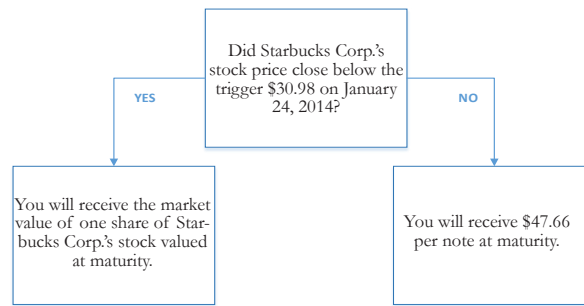 Did Starbucks Corp.'s
stock price close below the
trigger $30.98 on January
24, 2014?
YES
NO
You will receive the market
value of one share of Star-
bucks Corp.'s stock valued
at maturity.
You will receive $47.66
per note at maturity.